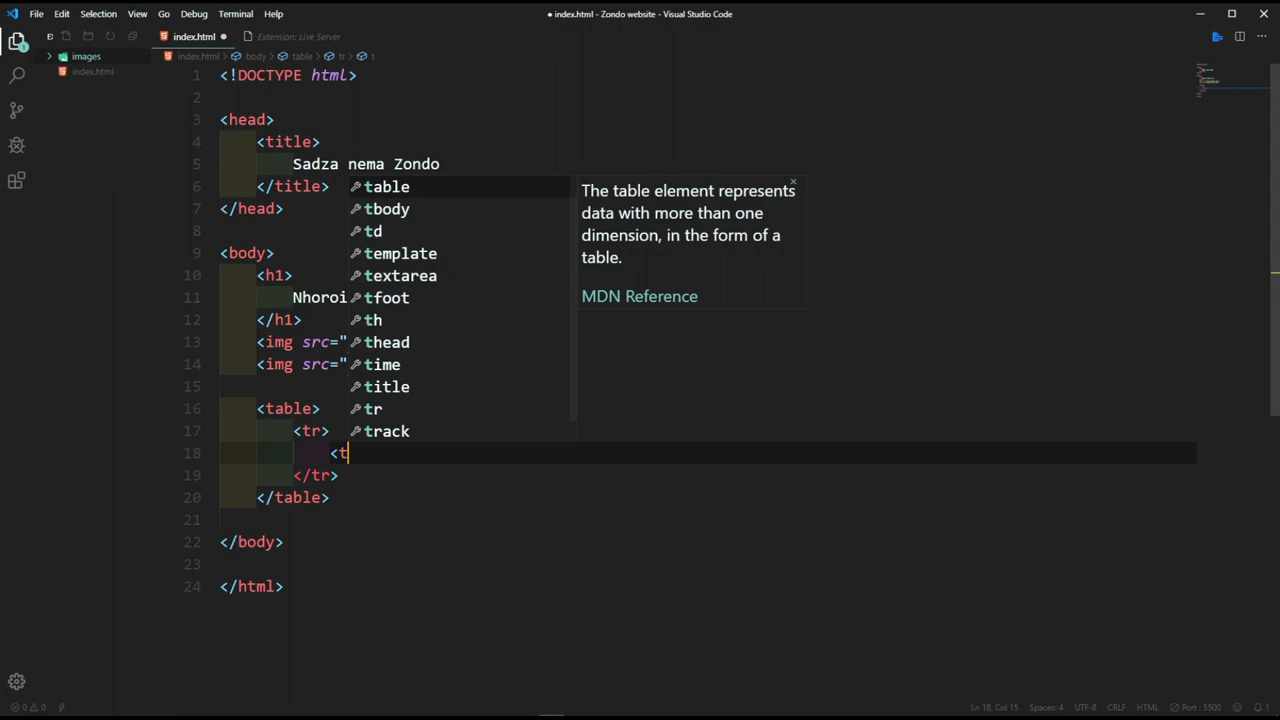 File Edit Selection View Go Debug Terminal Help
● index.html - Zondo website - Visual Studio Code
1
index.html ●
Extension: Live Server
images
index.html
index.html > body > table > tr > t
1 <!DOCTYPE html>
2
3 <head>
4 <title>
5 Sadza nema Zondo
6 </title>
7 </head>
8
9 <body>
10 <h1>
11 Nhoroi
12 </h1>
13 <img src="
14 <img src="
15
16 <table>
17 <tr>
18 <t
19 </tr>
20 </table>
21
22 </body>
23
24 </html>
table
tbody
td
template
textarea
tfoot
th
thead
time
title
tr
track
The table element represents
data with more than one
dimension, in the form of a
table.
MDN Reference
0 0
Ln 18, Col 15 Spaces: 4 UTF-8 CRLF HTML Port : 5500 1